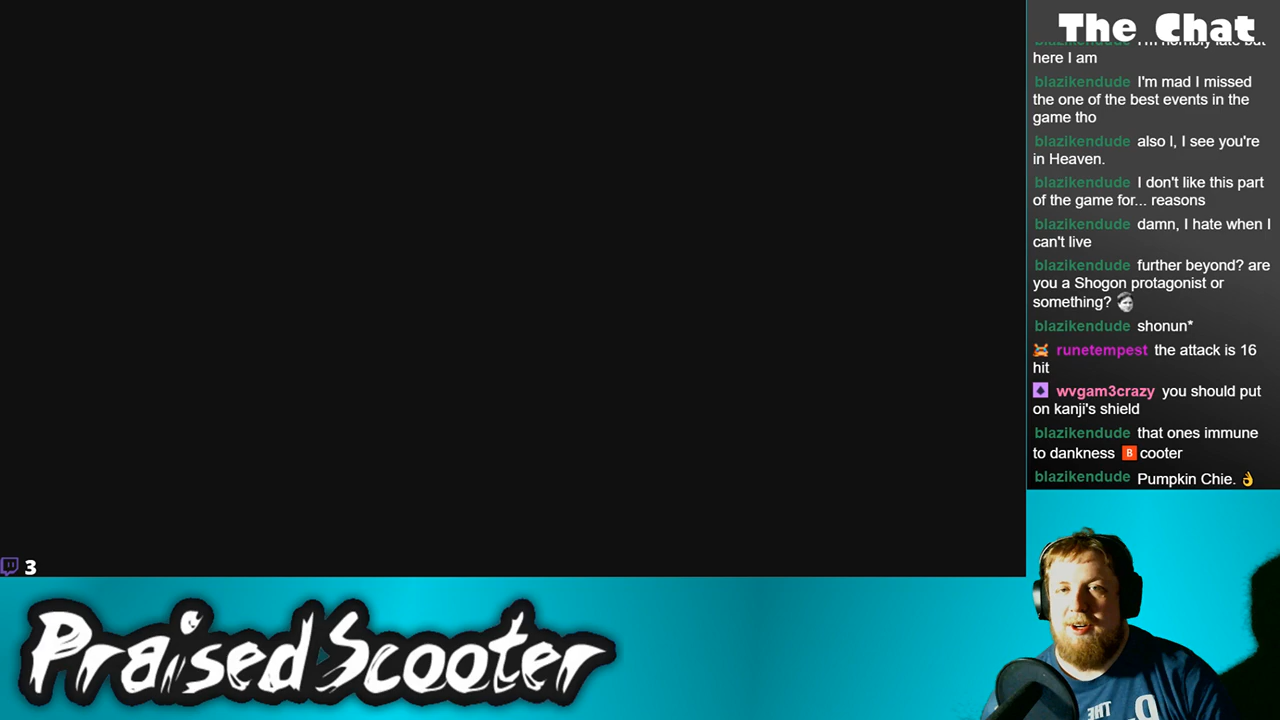 The Chat
here I am
blazikendude I'm mad I missed
the one of the best events in the
game tho
blazikendude also I, I see you're
in Heaven.
blazikendude I don't like this part
of the game for... reasons
blazikendude damn, I hate when I
can't live
blazikendude further beyond? are
you a Shogon protagonist or
something?
blazikendude shonun*
runetempest the attack is 16
hit
wvgam3crazy you should put
on kanji's shield
blazikendude that ones immune
to dankness B cooter
blazikendude Pumpkin Chie. 👌
3
PraisedScooter
THE